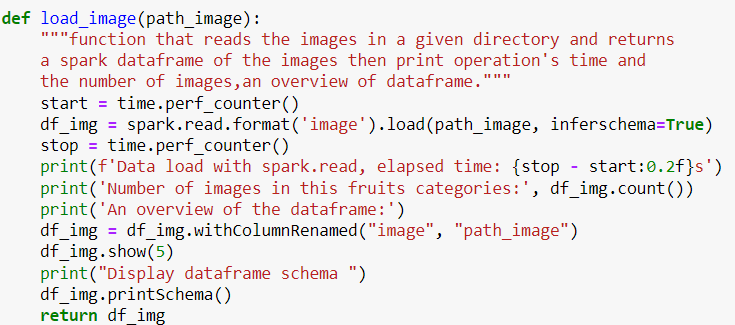 def load_image(path_image):
    """function that reads the images in a given directory and returns
    a spark dataframe of the images then print operation's time and
    the number of images,an overview of dataframe."""
    start = time.perf_counter()
    df_img = spark.read.format('image').load(path_image, inferschema=True)
    stop = time.perf_counter()
    print(f'Data load with spark.read, elapsed time: {stop - start:0.2f}s')
    print('Number of images in this fruits categories:', df_img.count())
    print('An overview of the dataframe:')
    df_img = df_img.withColumnRenamed("image", "path_image")
    df_img.show(5)
    print("Display dataframe schema ")
    df_img.printSchema()
    return df_img